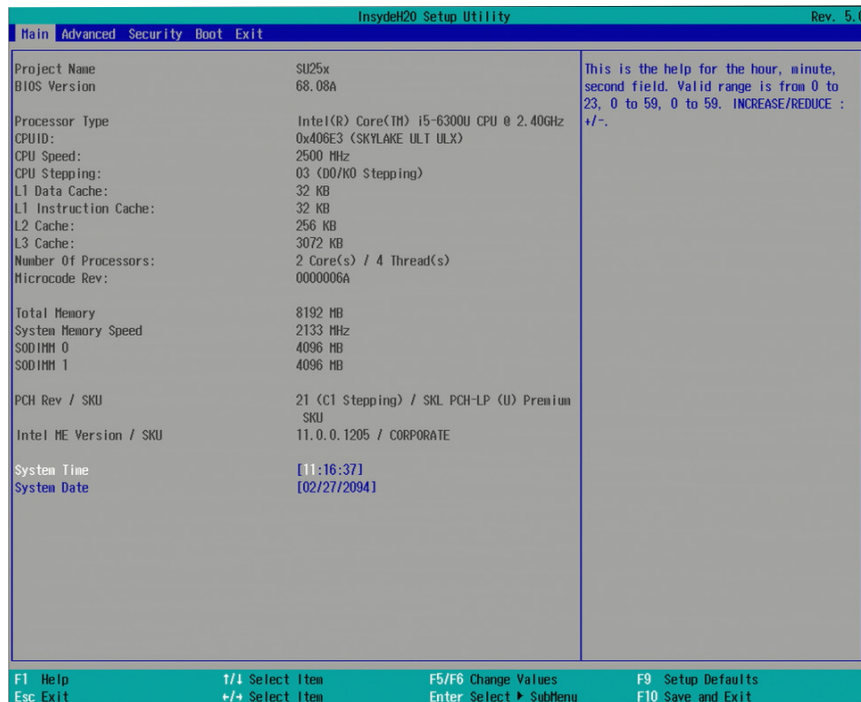 InsydeH20 Setup Utility Rev. 5.0
Main Advanced Security Boot Exit
Project Name SU25x
BIOS Version 68.08A
Processor Type Intel(R) Core(TM) i5-6300U CPU @ 2.40GHz
CPUID: 0x406E3 (SKYLAKE ULT ULX)
CPU Speed: 2500 MHz
CPU Stepping: 03 (D0/K0 Stepping)
L1 Data Cache: 32 KB
L1 Instruction Cache: 32 KB
L2 Cache: 256 KB
L3 Cache: 3072 KB
Number Of Processors: 2 Core(s) / 4 Thread(s)
Microcode Rev: 0000006A
Total Memory 8192 MB
System Memory Speed 2133 MHz
SODIMM 0 4096 MB
SODIMM 1 4096 MB
PCH Rev / SKU 21 (C1 Stepping) / SKL PCH-LP (U) Premium
SKU
Intel ME Version / SKU 11.0.0.1205 / CORPORATE
System Time [11:16:37]
System Date [02/27/2094]
This is the help for the hour, minute,
second field. Valid range is from 0 to
23, 0 to 59, 0 to 59. INCREASE/REDUCE :
+/-.
F1 Help ↑/↓ Select Item F5/F6 Change Values F9 Setup Defaults
Esc Exit ←/→ Select Item Enter Select ▶ SubMenu F10 Save and Exit